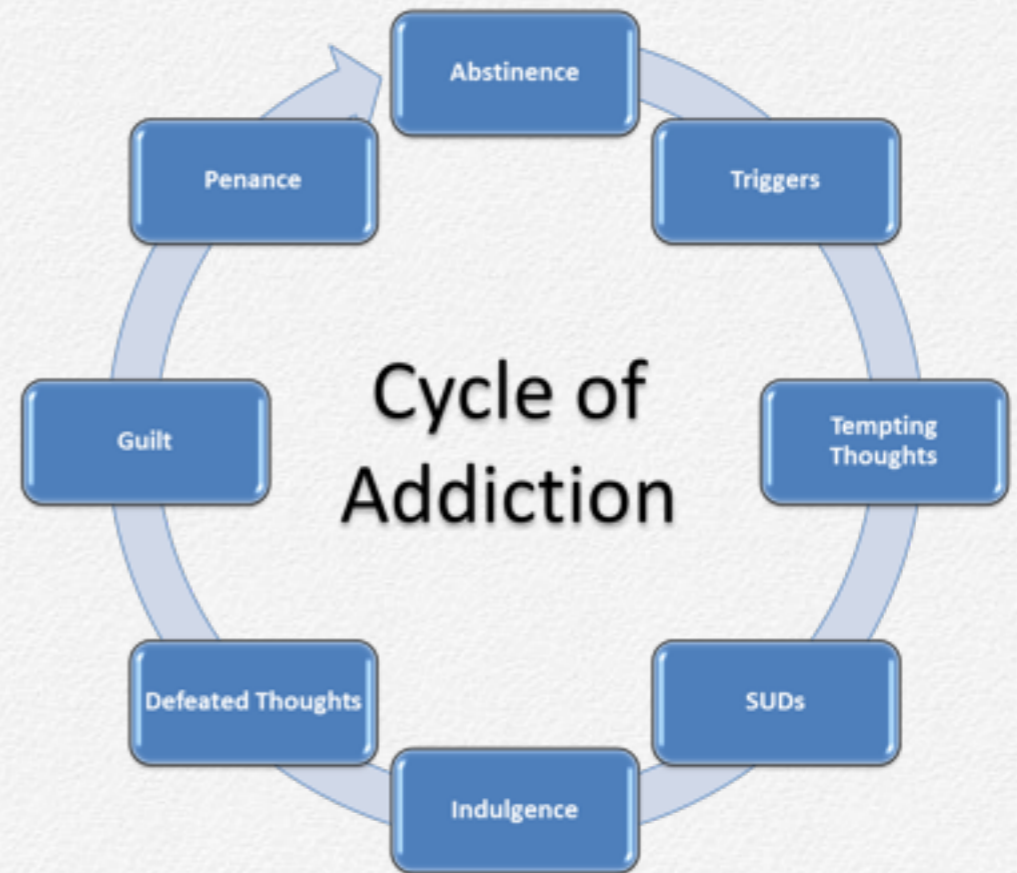 Abstinence
Triggers
Tempting
Thoughts
SUDs
Indulgence
Defeated Thoughts
Guilt
Penance
Cycle of
Addiction